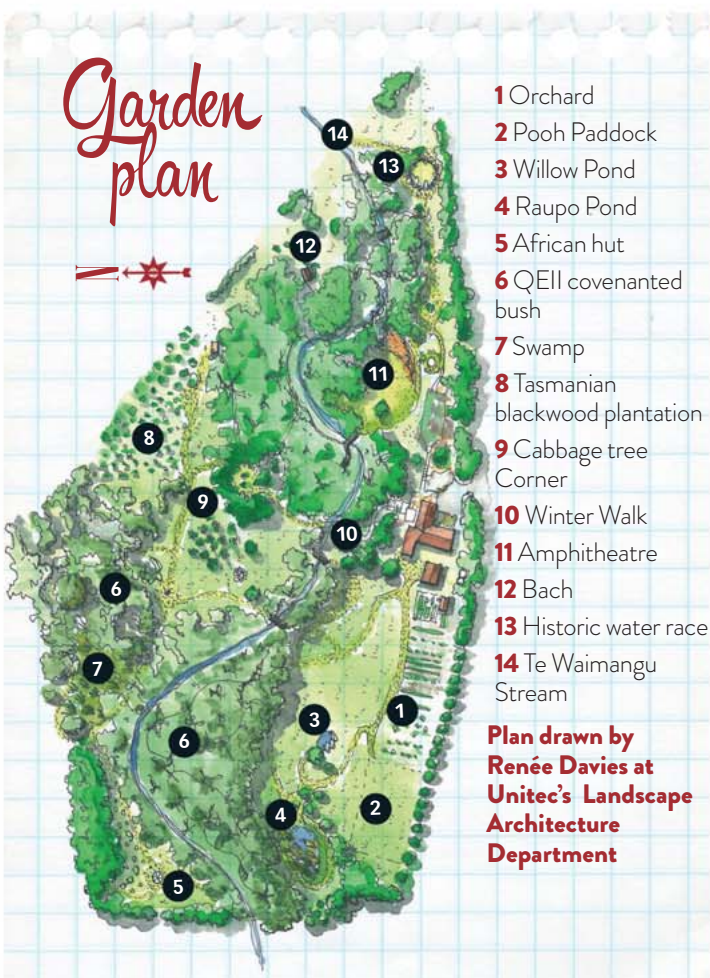 Garden
plan
N
1 Orchard
2 Pooh Paddock
3 Willow Pond
4 Raupo Pond
5 African hut
6 QEII covenanted
bush
7 Swamp
8 Tasmanian
blackwood plantation
9 Cabbage tree
Corner
10 Winter Walk
11 Amphitheatre
12 Bach
13 Historic water race
14 Te Waimangu
Stream
Plan drawn by
Renée Davies at
Unitec's Landscape
Architecture
Department
14
13
12
11
8
9
10
6
7
3
1
6
4
2
5